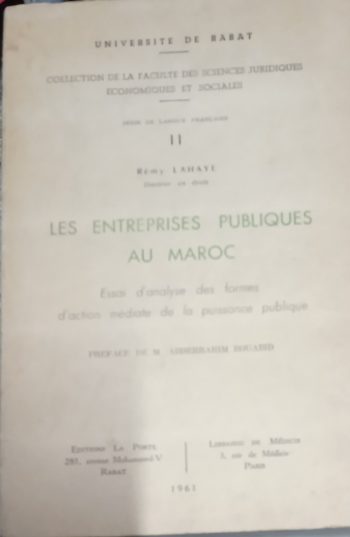 UNIVERSITE DE RABAT
COLLECTION DE LA FACULTE DES SCIENCES JURIDIQUES
ECONOMIQUES ET SOCIALES
SERIE DE LANGUE FRANÇAISE
11
Rémy LAHAYE
Docteur en droit
LES ENTREPRISES PUBLIQUES
AU MAROC
Essai d'analyse des formes
d'action médiate de la puissance publique
PREFACE DE M. ABDERRAHIM BOUABID
EDITIONS LA PORTE
281, avenue Mohammed-V
RABAT
LIBRAIRIE DE MÉDICIS
3, rue de Médicis
PARIS
1961